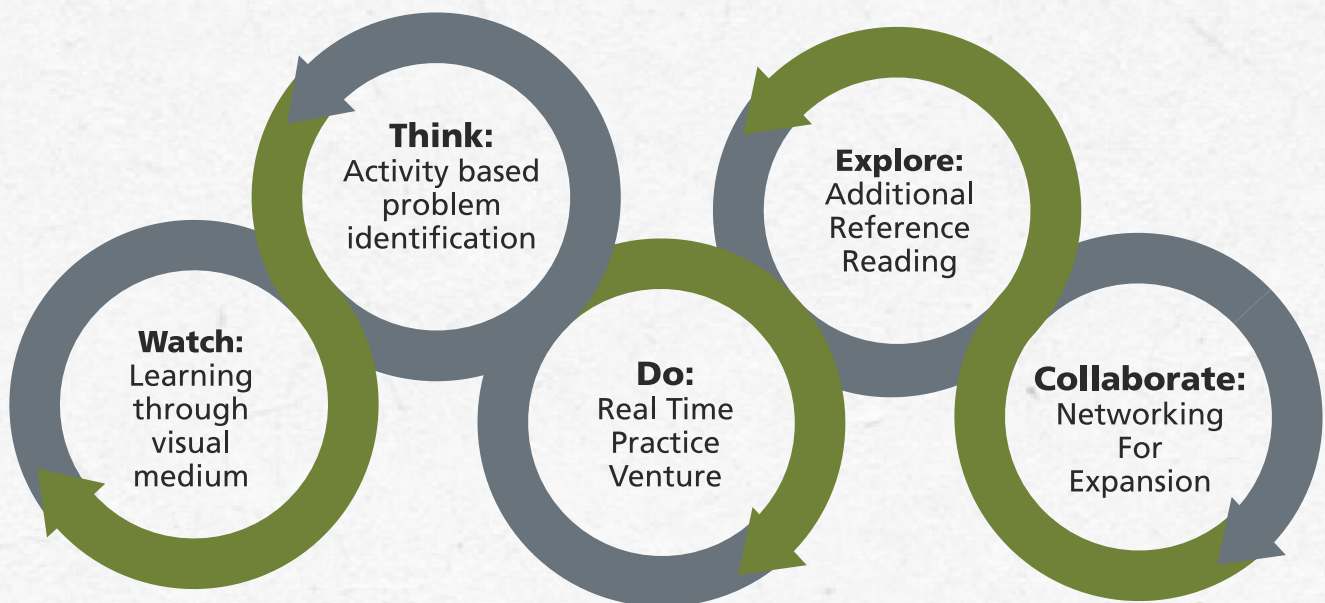 Watch:
Learning
through
visual
medium
Think:
Activity based
problem
identification
Do:
Real Time
Practice
Venture
Explore:
Additional
Reference
Reading
Collaborate:
Networking
For
Expansion